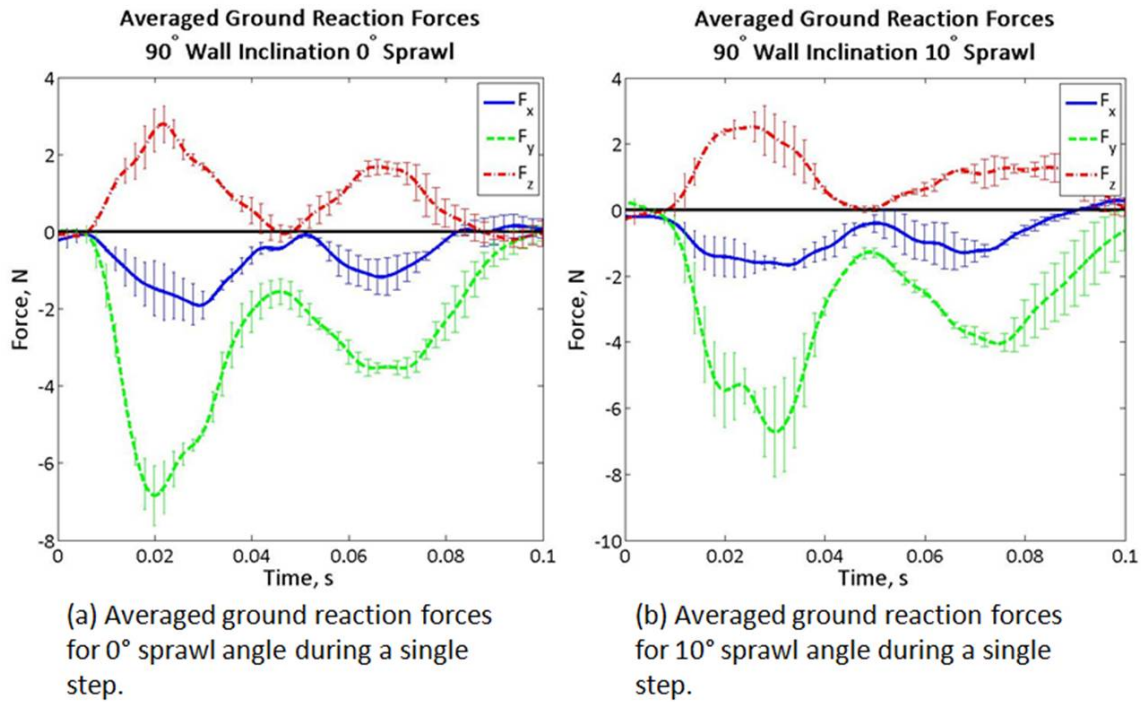 Averaged Ground Reaction Forces
90° Wall Inclination 0° Sprawl
4
2
0
-2
-4
-6
-8
Force, N
F_x
F_y
F_z
0
0.02
0.04
0.06
0.08
0.1
Time, s
(a) Averaged ground reaction forces
for 0° sprawl angle during a single
step.
Averaged Ground Reaction Forces
90° Wall Inclination 10° Sprawl
4
2
0
-2
-4
-6
-8
-10
Force, N
F_x
F_y
F_z
0
0.02
0.04
0.06
0.08
0.1
Time, s
(b) Averaged ground reaction forces
for 10° sprawl angle during a single
step.